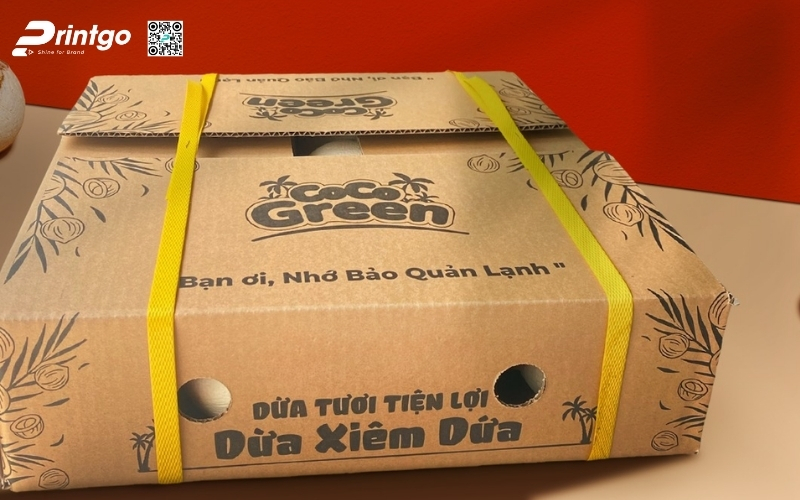 Printgo
Shine for Brand
" Bạn ơi, Nhớ Bảo Quản Lạnh
CoCo
Green
CoCo
Green
Bạn ơi, Nhớ Bảo Quản Lạnh "
DỪA TƯƠI TIỆN LỢI
Dừa Xiêm Dứa